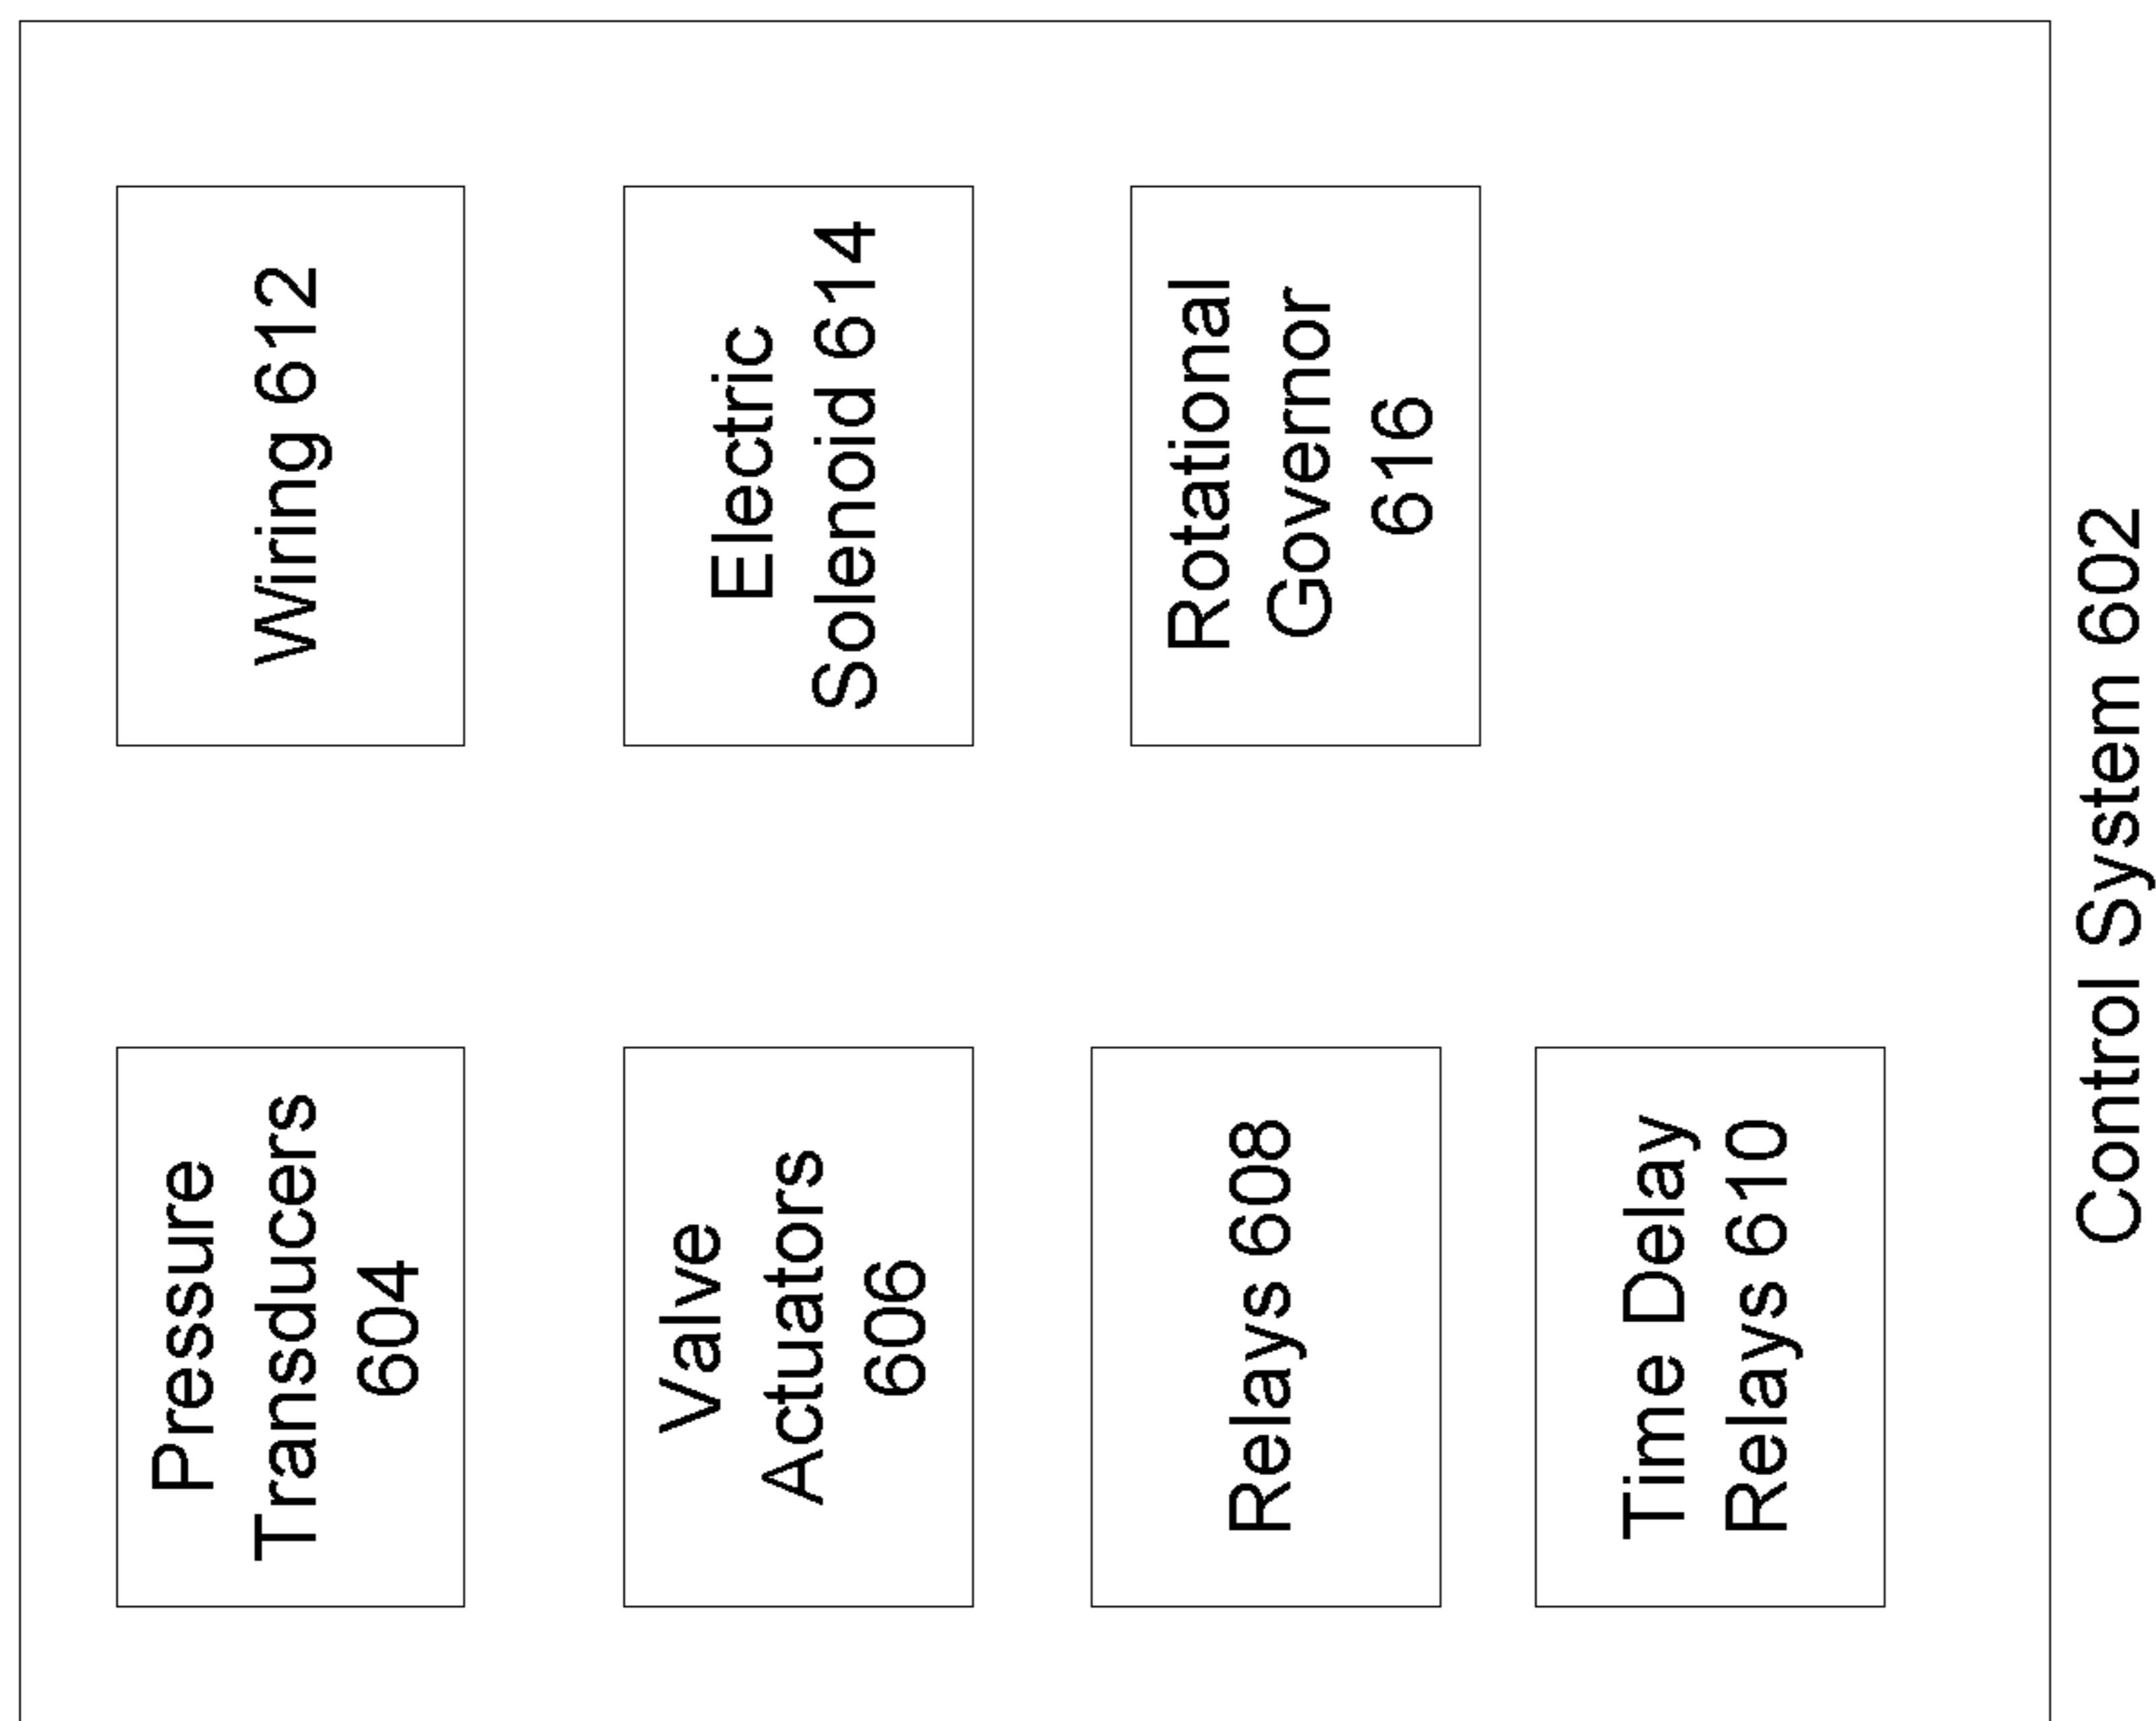 Pressure
Transducers
604
Valve
Actuators
606
Relays 608
Time Delay
Relays 610
Wiring 612
Electric
Solenoid 614
Rotational
Governor
616
Control System 602